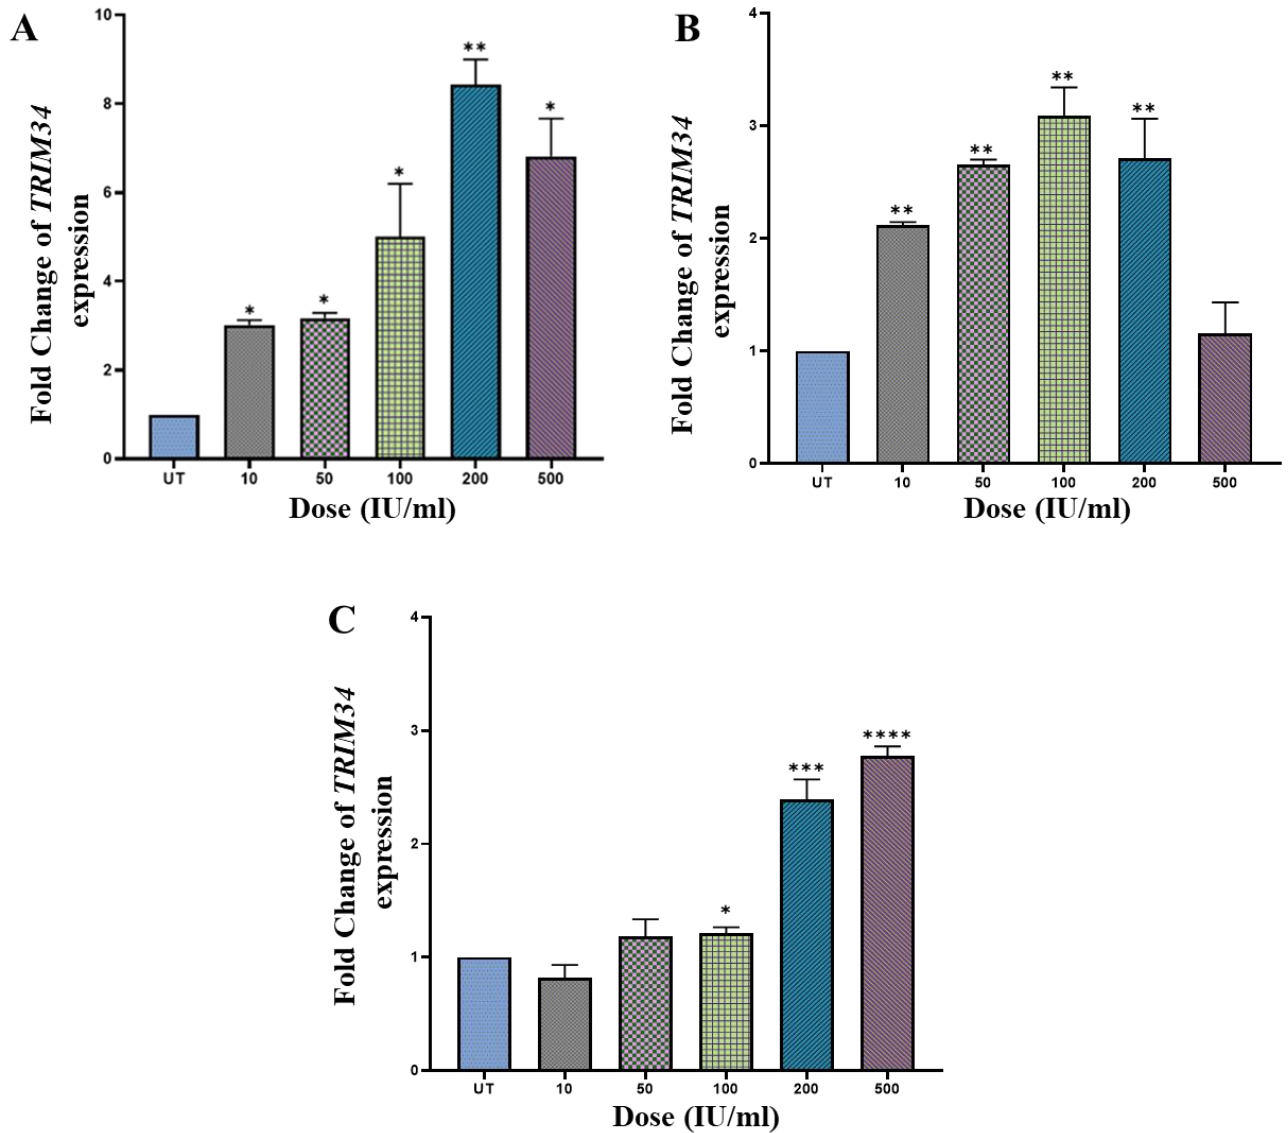 A
Fold Change of TRIM34
expression
10
8
6
4
2
0
*
*
*
**
*
UT 10 50 100 200 500
Dose (IU/ml)
B
Fold Change of TRIM34
expression
4
3
2
1
0
**
**
**
**
UT 10 50 100 200 500
Dose (IU/ml)
C
Fold Change of TRIM34
expression
4
3
2
1
0
*
***
****
UT 10 50 100 200 500
Dose (IU/ml)